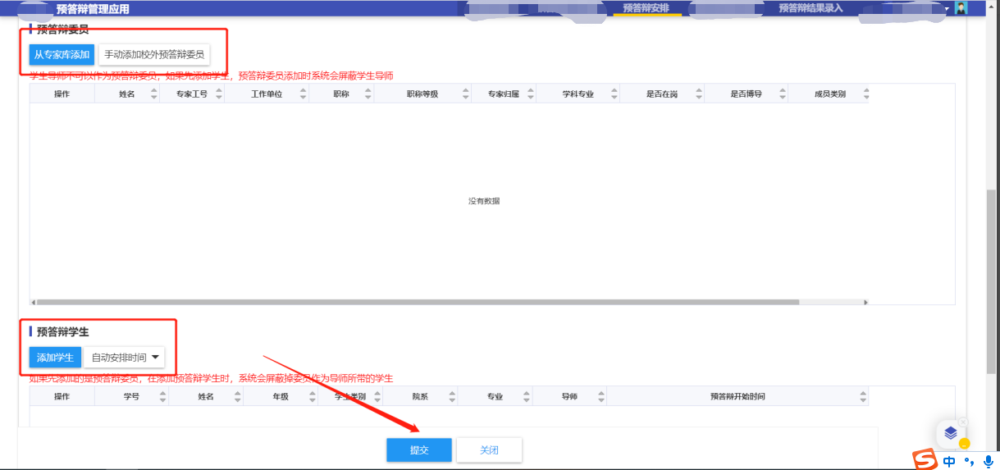 预答辩管理应用 预答辩安排 预答辩结果录入
预答辩委员
从专家库添加 手动添加校外预答辩委员
学生导师不可以作为预答辩委员，如果先添加学生，预答辩委员添加时系统会屏蔽学生导师
操作 姓名 专家工号 工作单位 职称 职称等级 专家归属 学科专业 是否在岗 是否博导 成员类别
没有数据
预答辩学生
添加学生 自动安排时间
如果先添加的是预答辩委员，在添加预答辩学生时，系统会屏蔽掉委员作为导师所带的学生
操作 学号 姓名 年级 学生类别 院系 专业 导师 预答辩开始时间
提交 关闭
S 中